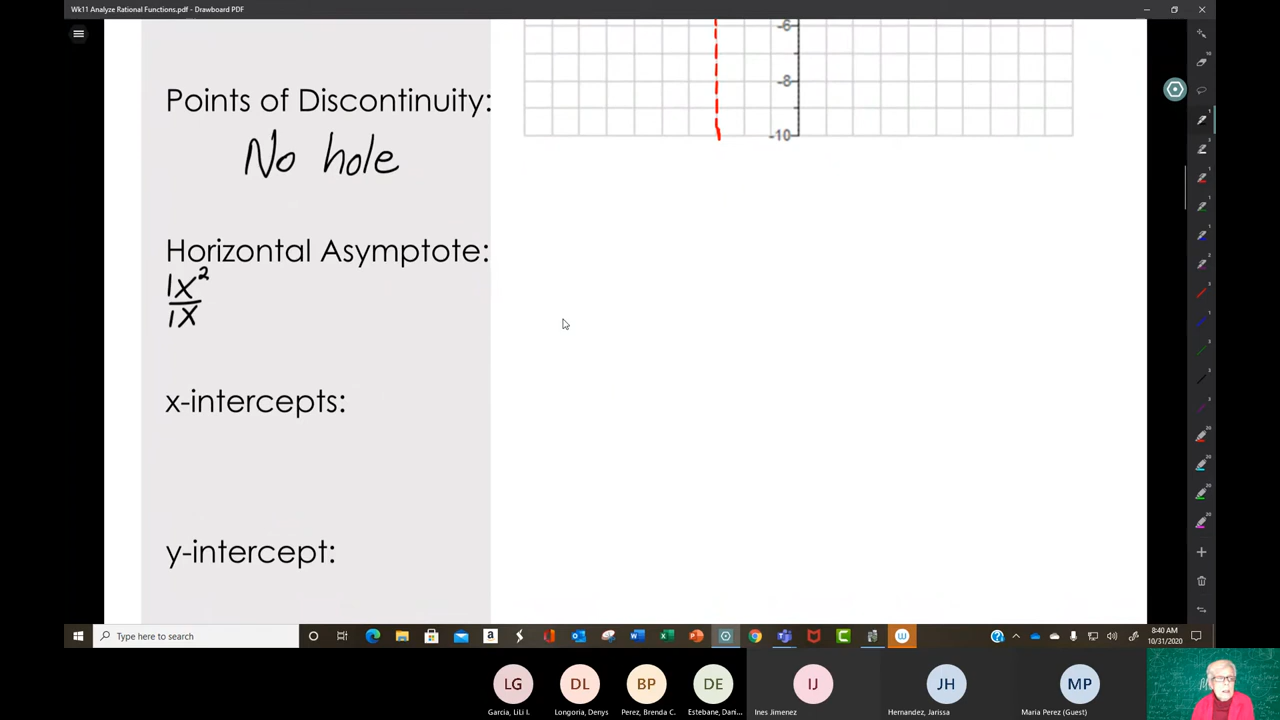 Wk11 Analyze Rational Functions.pdf - Drawboard PDF
-6
Points of Discontinuity:
-8
-10
No hole
Horizontal Asymptote:
1x²
1x
x-intercepts:
y-intercept:
Type here to search
8:40 AM
10/31/2020
LG
DL
BP
DE
IJ
JH
MP
Garcia, LiLi I.
Longoria, Denys
Perez, Brenda C.
Estebane, Dani...
Ines Jimenez
Hernandez, Jarissa
Maria Perez (Guest)